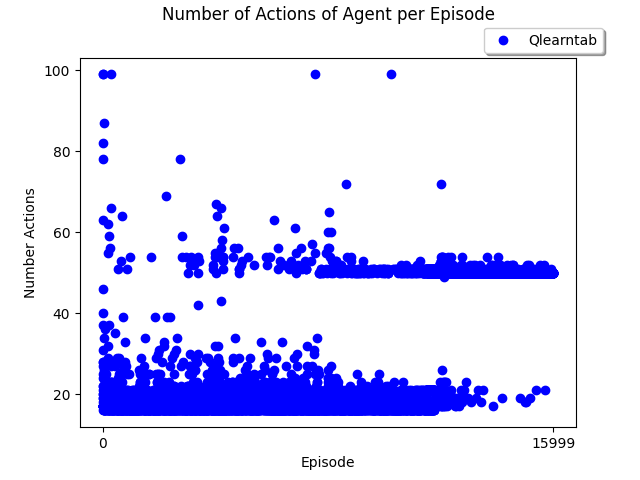 Number of Actions of Agent per Episode
Qlearntab
100
80
60
40
20
Number Actions
0
15999
Episode